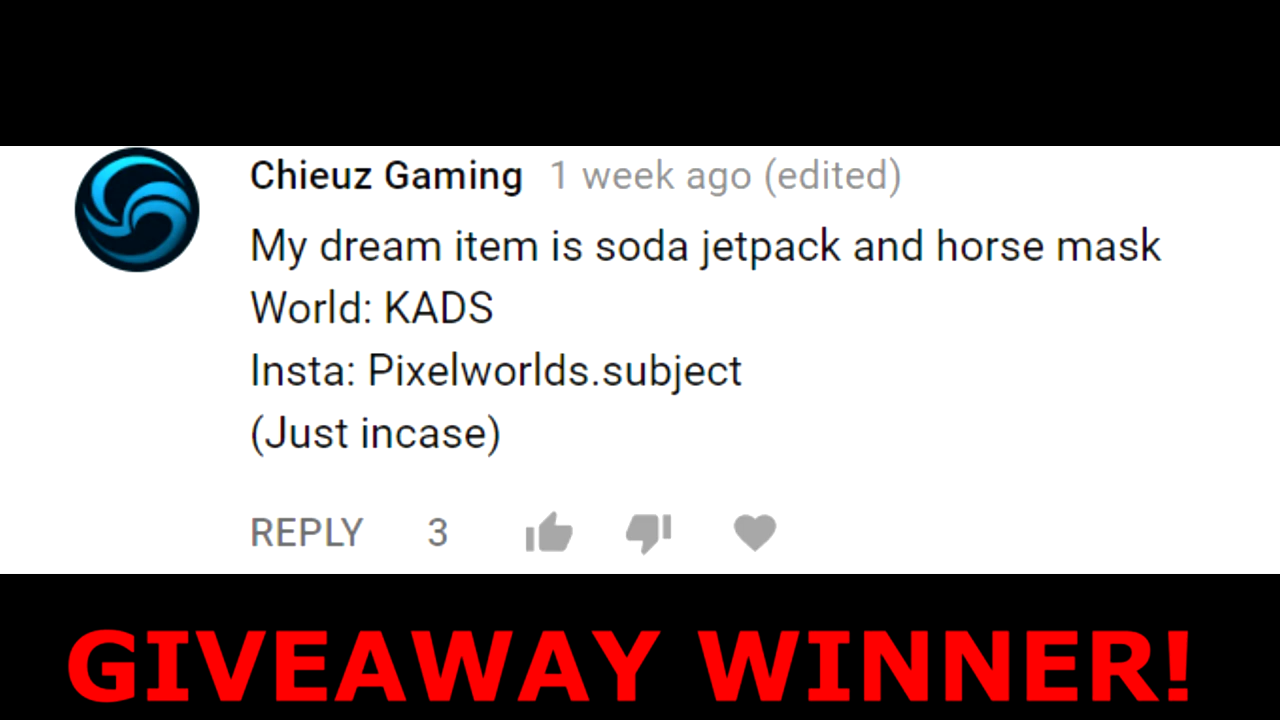 Chieuz Gaming 1 week ago (edited)
My dream item is soda jetpack and horse mask
World: KADS
Insta: Pixelworlds.subject
(Just incase)
REPLY 3
GIVEAWAY WINNER!